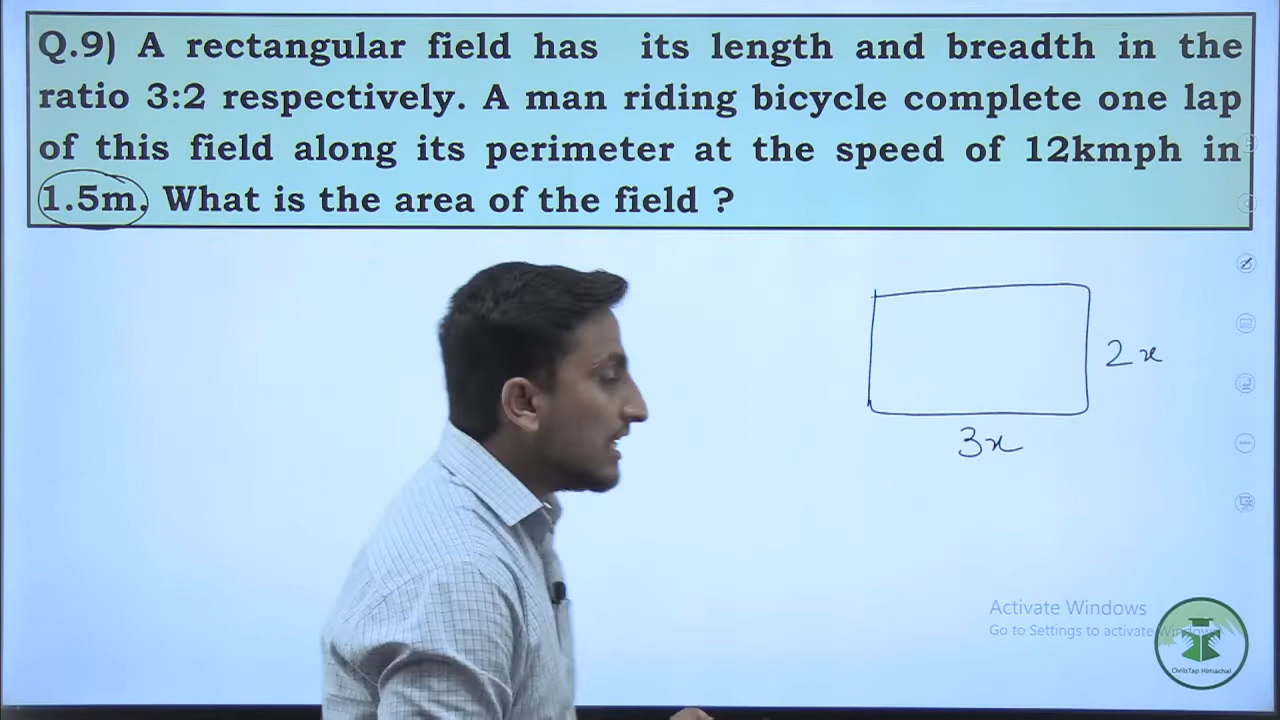 Q.9) A rectangular field has its length and breadth in the
ratio 3:2 respectively. A man riding bicycle complete one lap
of this field along its perimeter at the speed of 12kmph in
1.5m. What is the area of the field ?
2x
3x
Activate Windows
Go to Settings to activate Windows.
CivilsTap Himachal